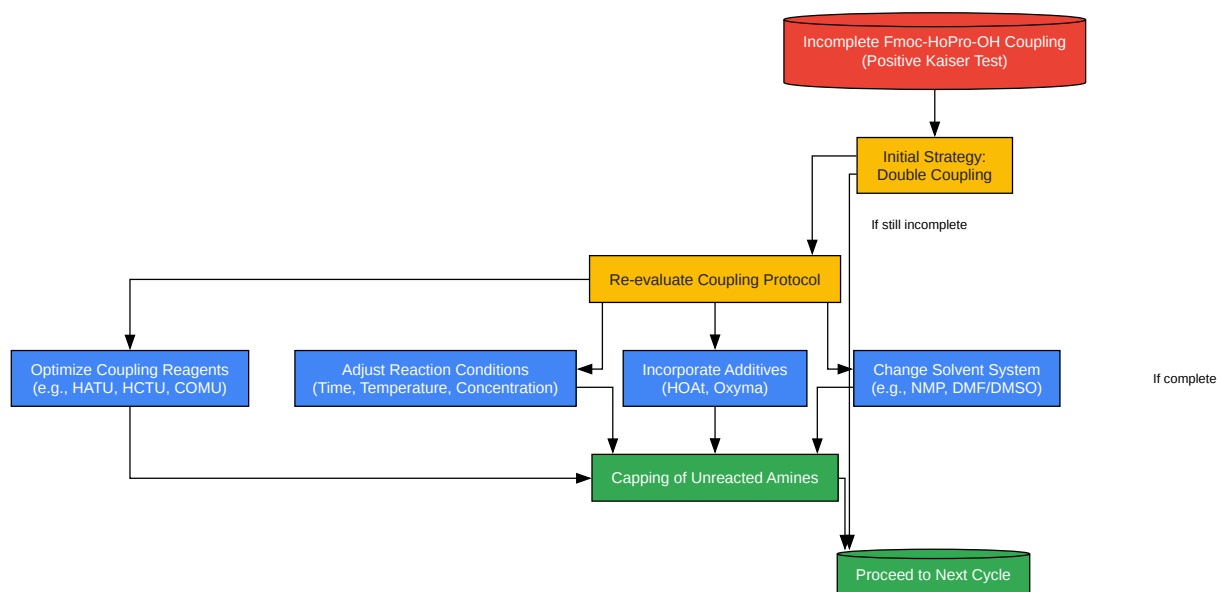 Incomplete Fmoc-HoPro-OH Coupling
(Positive Kaiser Test)
Initial Strategy:
Double Coupling
If still incomplete
Re-evaluate Coupling Protocol
Optimize Coupling Reagents
(e.g., HATU, HCTU, COMU)
Adjust Reaction Conditions
(Time, Temperature, Concentration)
Incorporate Additives
(HOAt, Oxyma)
Change Solvent System
(e.g., NMP, DMF/DMSO)
If complete
Capping of Unreacted Amines
Proceed to Next Cycle